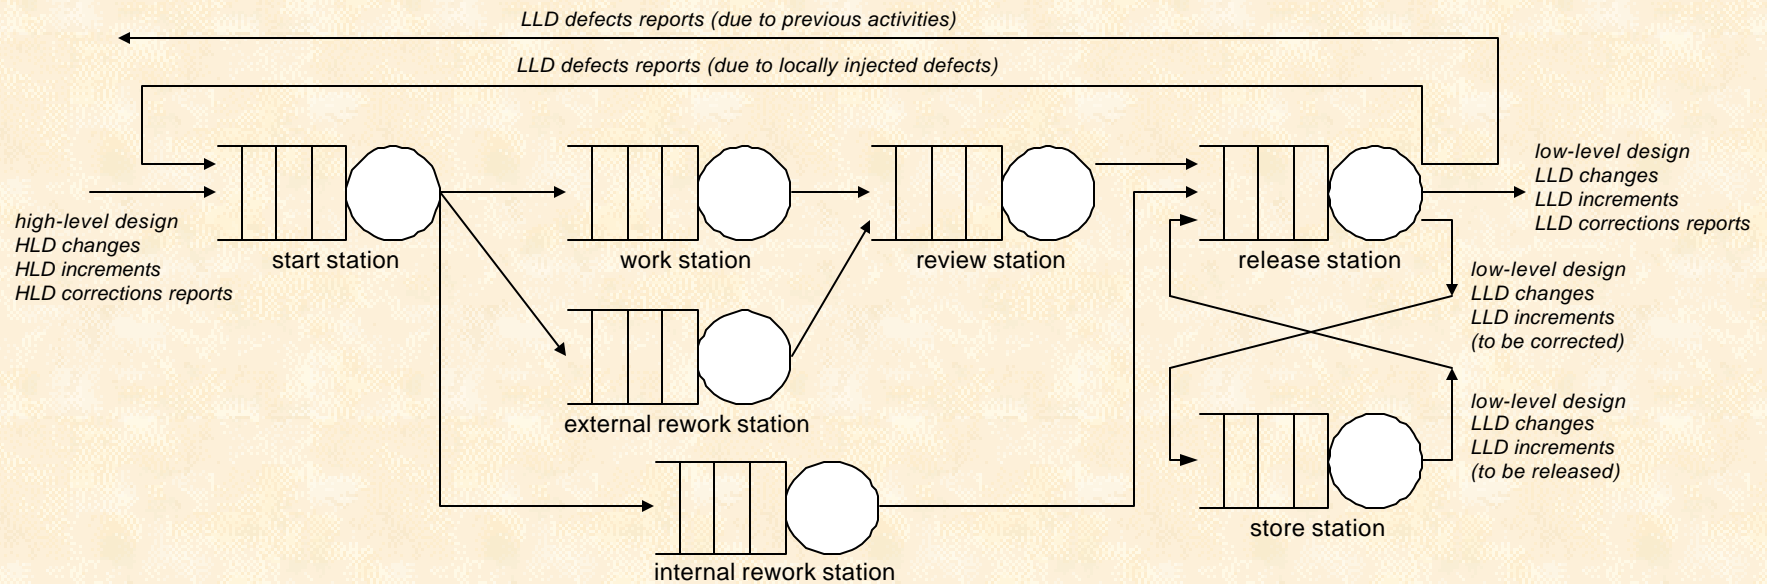 LLD defects reports (due to previous activities)
LLD defects reports (due to locally injected defects)
high-level design
HLD changes
HLD increments
HLD corrections reports
start station
work station
review station
release station
low-level design
LLD changes
LLD increments
LLD corrections reports
low-level design
LLD changes
LLD increments
(to be corrected)
external rework station
low-level design
LLD changes
LLD increments
(to be released)
store station
internal rework station